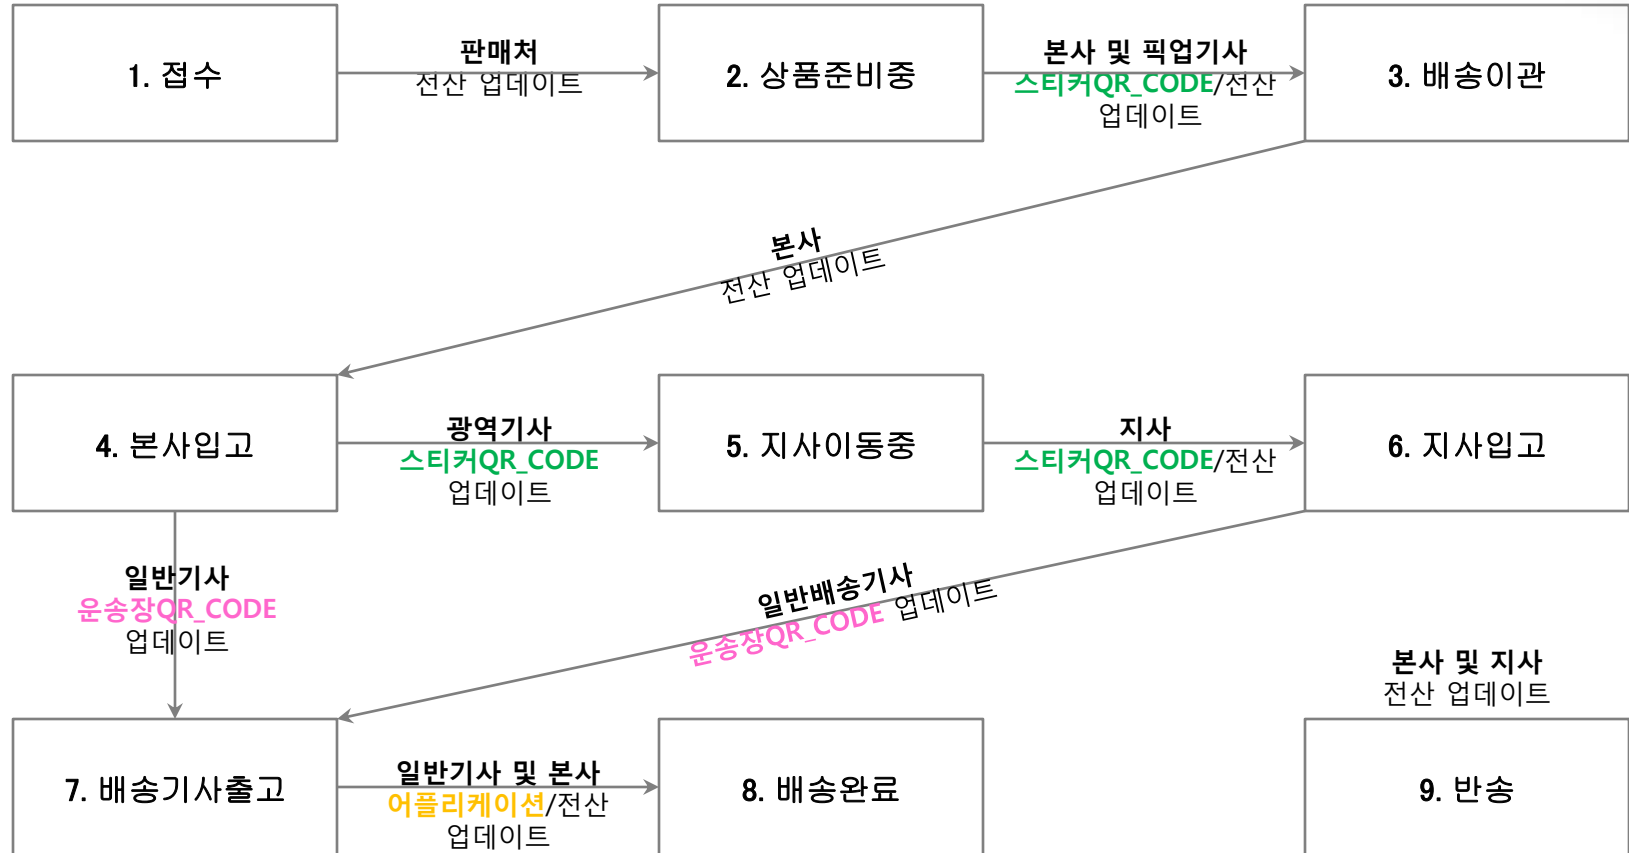 1. 접수
판매처
전산 업데이트
2. 상품준비중
본사 및 픽업기사
스티커QR_CODE/전산
업데이트
3. 배송이관
본사
전산 업데이트
4. 본사입고
광역기사
스티커QR_CODE
업데이트
5. 지사이동중
지사
스티커QR_CODE/전산
업데이트
6. 지사입고
일반기사
운송장QR_CODE
업데이트
일반배송기사
운송장QR_CODE 업데이트
본사 및 지사
전산 업데이트
7. 배송기사출고
일반기사 및 본사
어플리케이션/전산
업데이트
8. 배송완료
9. 반송